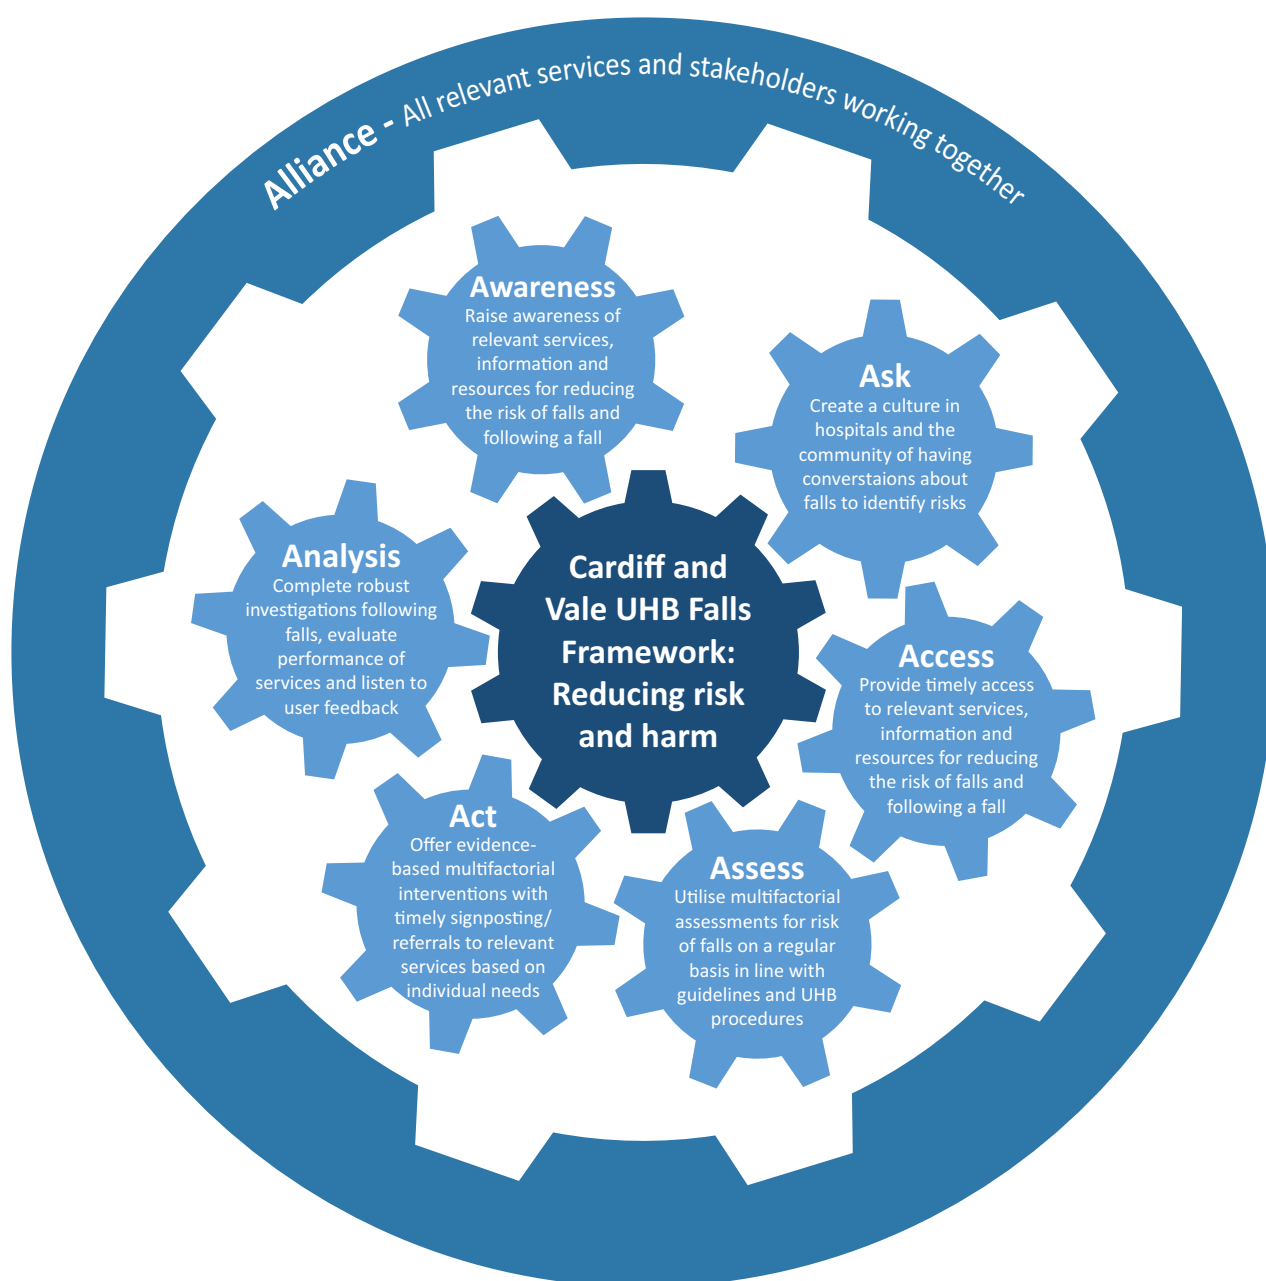 Alliance - All relevant services and stakeholders working together
Awareness
Raise awareness of
relevant services,
information and
resources for reducing
the risk of falls and
following a fall
Ask
Create a culture in
hospitals and the
community of having
converstaions about
falls to identify risks
Access
Provide timely access
to relevant services,
information and
resources for reducing
the risk of falls and
following a fall
Assess
Utilise multifactorial
assessments for risk
of falls on a regular
basis in line with
guidelines and UHB
procedures
Act
Offer evidence-
based multifactorial
interventions with
timely signposting/
referrals to relevant
services based on
individual needs
Analysis
Complete robust
investigations following
falls, evaluate
performance of
services and listen to
user feedback
Cardiff and
Vale UHB Falls
Framework:
Reducing risk
and harm